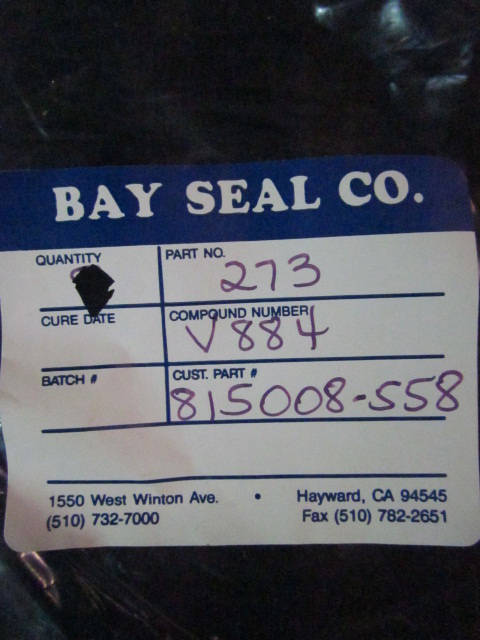 BAY SEAL CO.
QUANTITY
PART NO.
273
CURE DATE
COMPOUND NUMBER
V884
BATCH #
CUST. PART #
815008-558
1550 West Winton Ave. • Hayward, CA 94545
(510) 732-7000 Fax (510) 782-2651